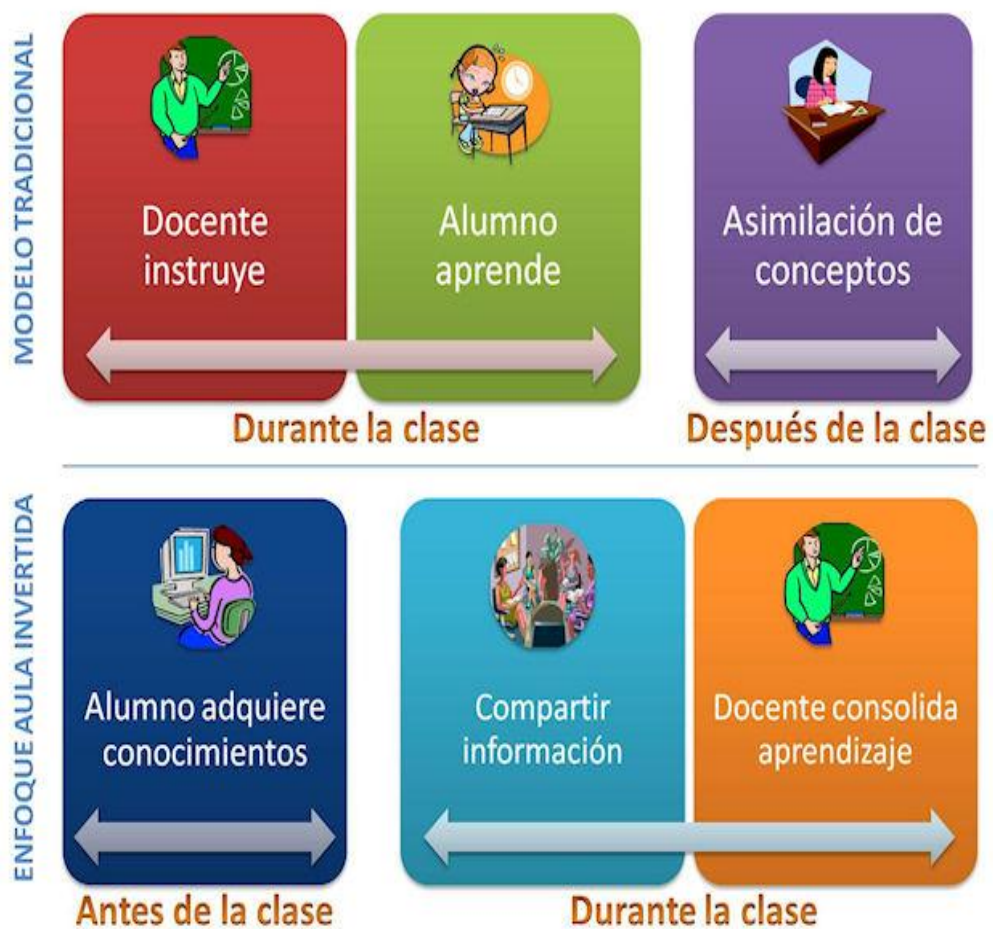 MODELO TRADICIONAL
Docente
instruye
Alumno
aprende
Asimilación de
conceptos
Durante la clase
Después de la clase
ENFOQUE AULA INVERTIDA
Alumno adquiere
conocimientos
Compartir
información
Docente consolida
aprendizaje
Antes de la clase
Durante la clase